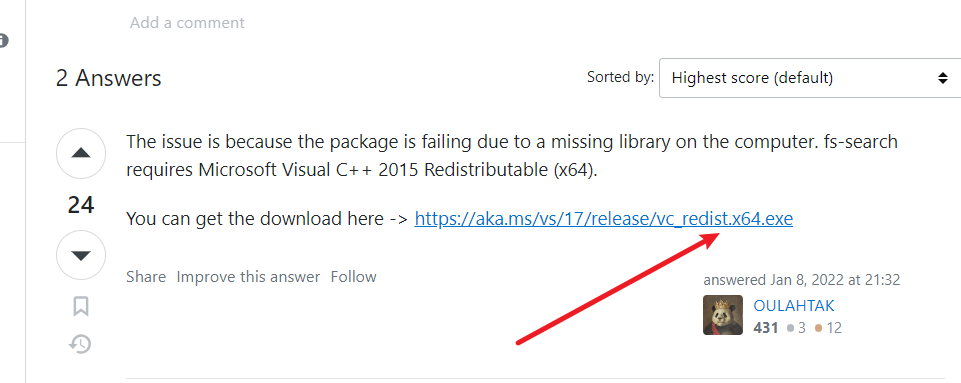 Add a comment
2 Answers
Sorted by:
Highest score (default)
The issue is because the package is failing due to a missing library on the computer. fs-search
requires Microsoft Visual C++ 2015 Redistributable (x64).
24
You can get the download here -> https://aka.ms/vs/17/release/vc_redist.x64.exe
Share Improve this answer Follow
answered Jan 8, 2022 at 21:32
OULAHTAK
431 3 12